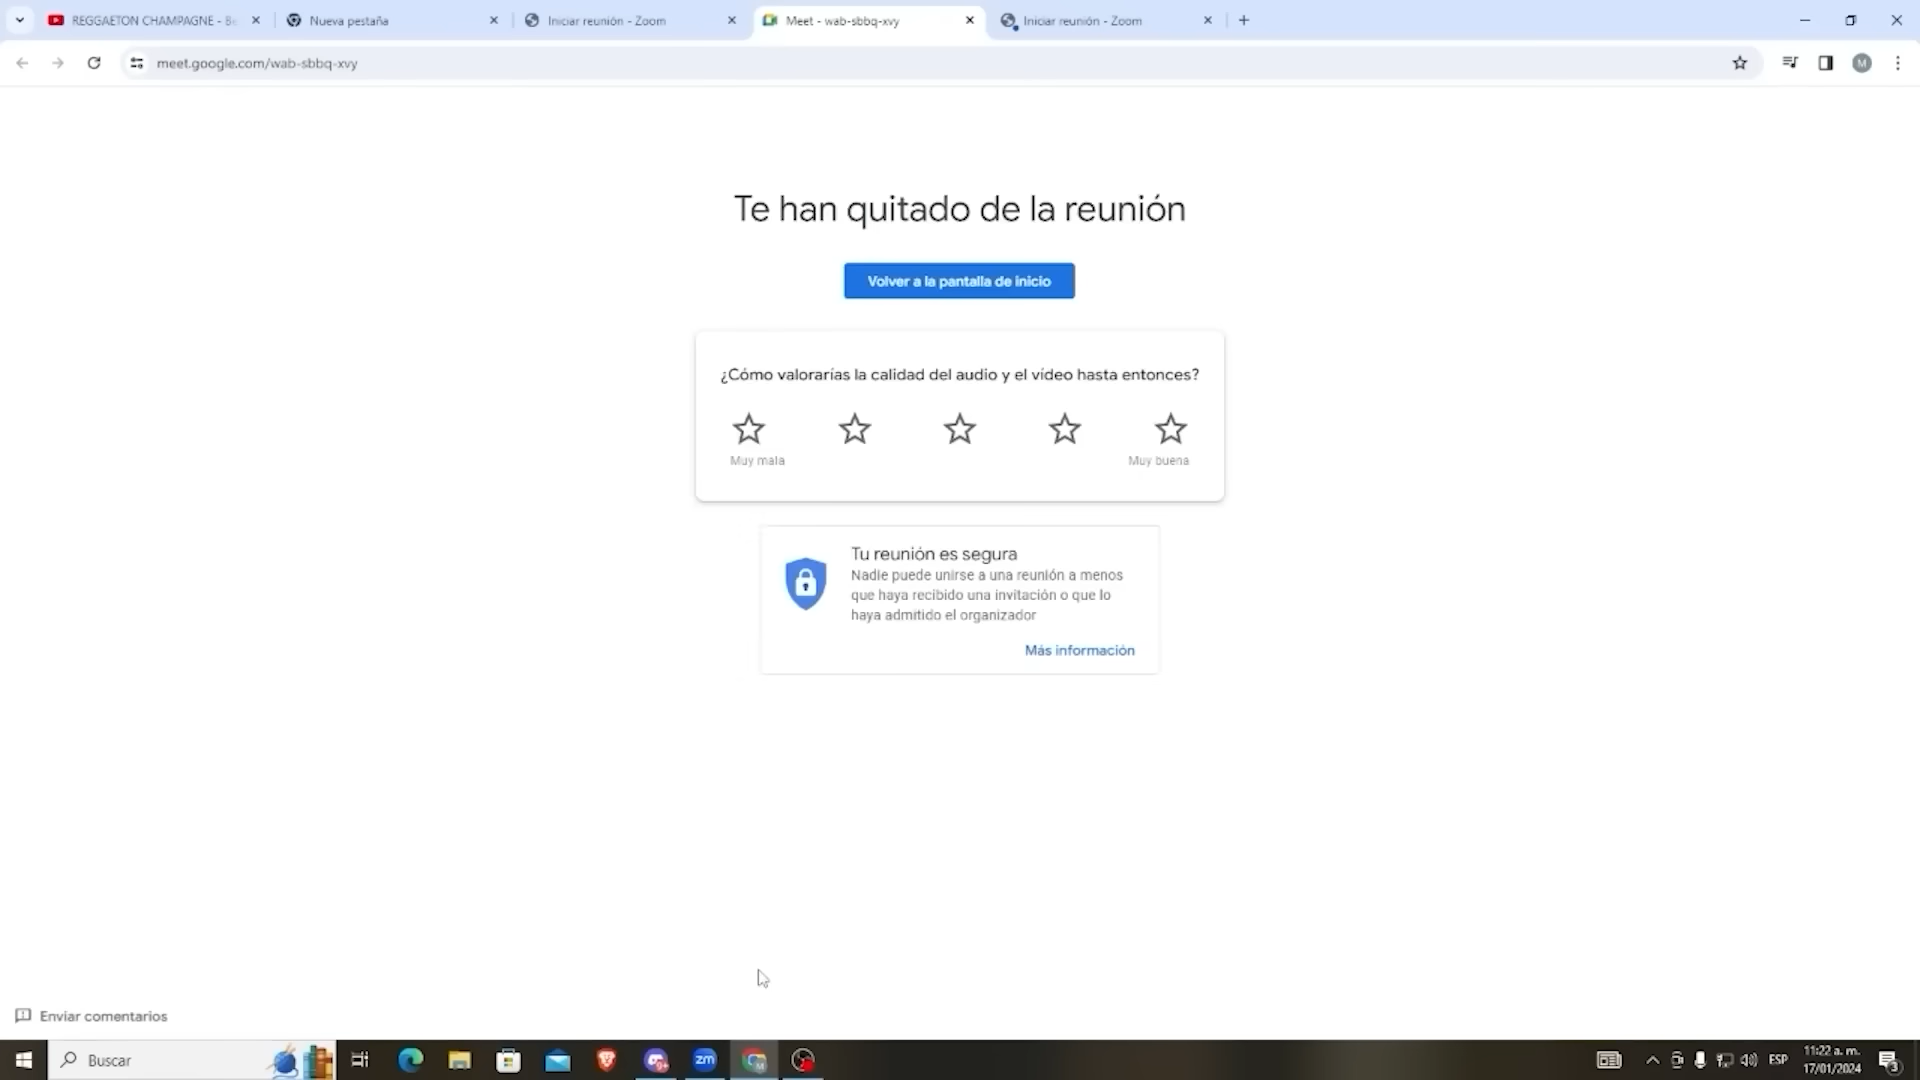 REGGAETON CHAMPAGNE - Be
Nueva pestaña
Iniciar reunión - Zoom
Meet - wab-sbbq-xvy
Iniciar reunión - Zoom
meet.google.com/wab-sbbq-xvy
M
Te han quitado de la reunión
Volver a la pantalla de inicio
¿Cómo valorarías la calidad del audio y el vídeo hasta entonces?
Muy mala
Muy buena
Tu reunión es segura
Nadie puede unirse a una reunión a menos
que haya recibido una invitación o que lo
haya admitido el organizador
Más información
Enviar comentarios
Buscar
9+
zm
M
ESP
11:22 a. m.
17/01/2024
3